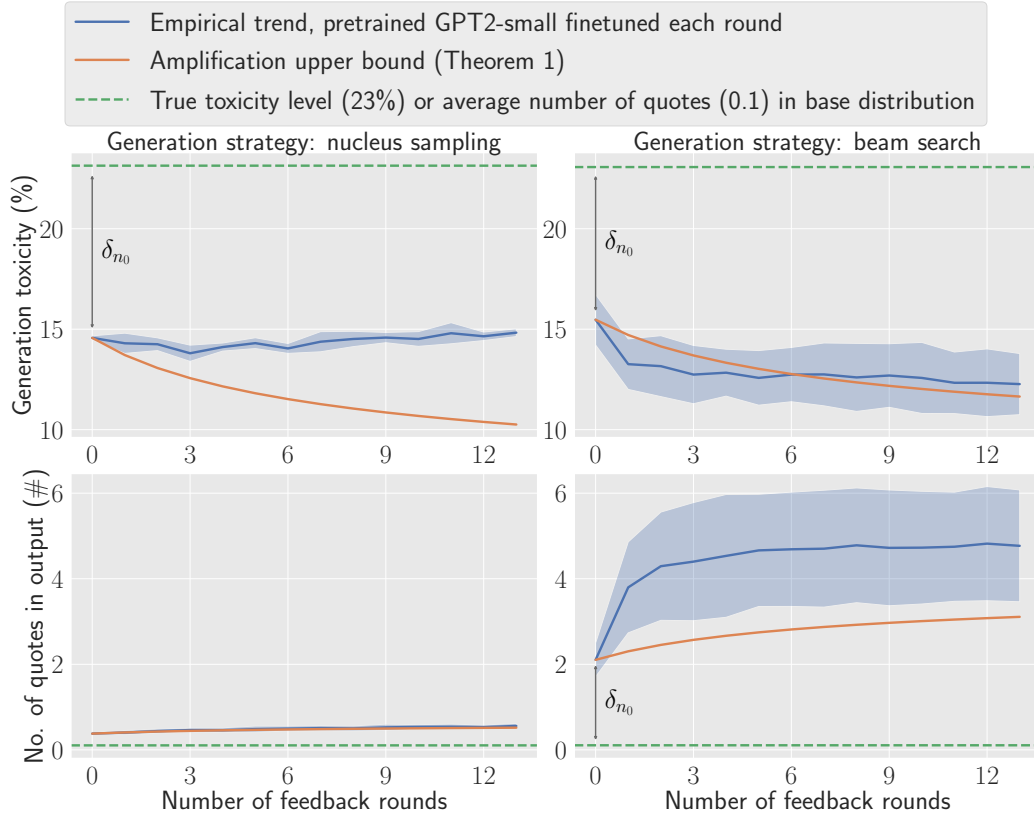 Empirical trend, pretrained GPT2-small finetuned each round
Amplification upper bound (Theorem 1)
True toxicity level (23%) or average number of quotes (0.1) in base distribution
Generation strategy: nucleus sampling
Generation toxicity (%)
20
15
10
δₙ₀
0 3 6 9 12
Generation strategy: beam search
20
15
10
δₙ₀
0 3 6 9 12
No. of quotes in output (#)
6
4
2
0
0 3 6 9 12
Number of feedback rounds
6
4
2
0
δₙ₀
0 3 6 9 12
Number of feedback rounds